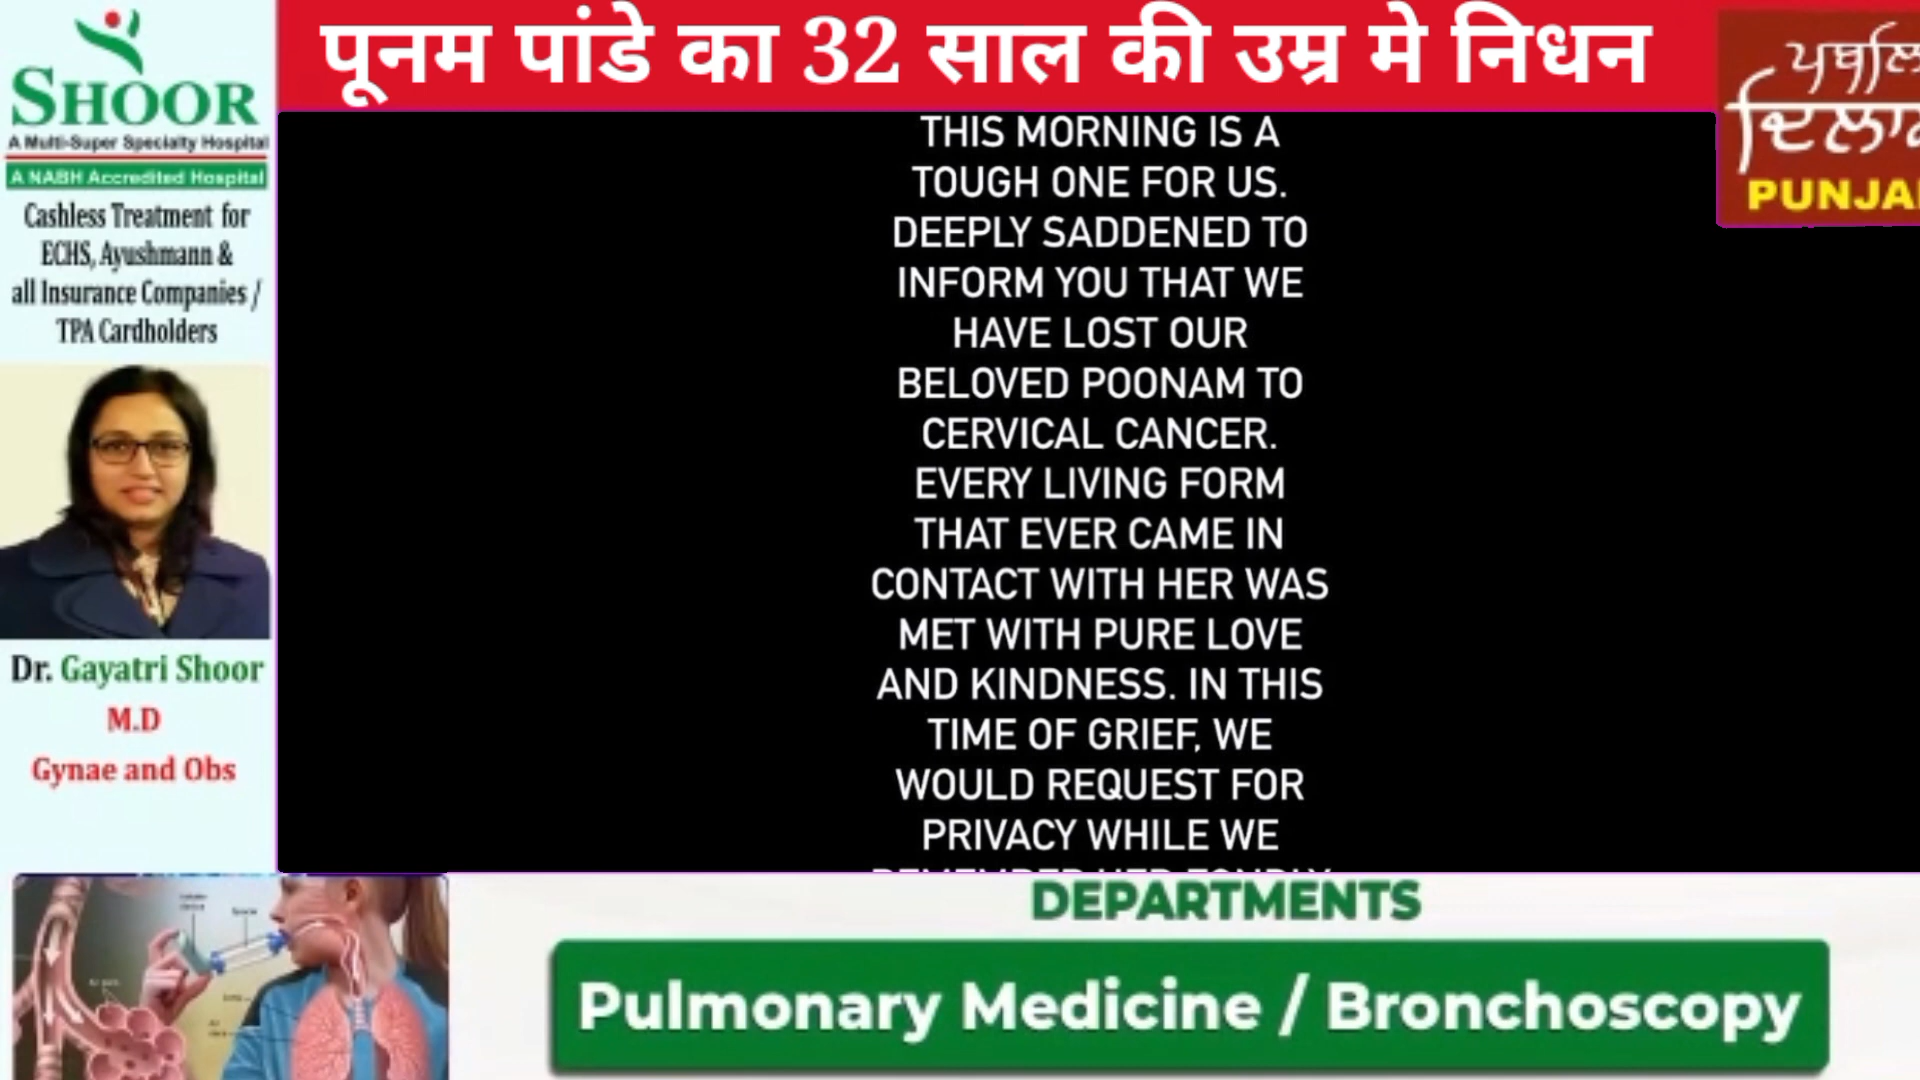 पूनम पांडे का 32 साल की उम्र मे निधन
SHOOR
A Multi-Super Specialty Hospital
A NABH Accredited Hospital
Cashless Treatment for
ECHS, Ayushmann &
all Insurance Companies /
TPA Cardholders
Dr. Gayatri Shoor
M.D
Gynae and Obs
THIS MORNING IS A
TOUGH ONE FOR US.
DEEPLY SADDENED TO
INFORM YOU THAT WE
HAVE LOST OUR
BELOVED POONAM TO
CERVICAL CANCER.
EVERY LIVING FORM
THAT EVER CAME IN
CONTACT WITH HER WAS
MET WITH PURE LOVE
AND KINDNESS. IN THIS
TIME OF GRIEF, WE
WOULD REQUEST FOR
PRIVACY WHILE WE
DEPARTMENTS
Pulmonary Medicine / Bronchoscopy